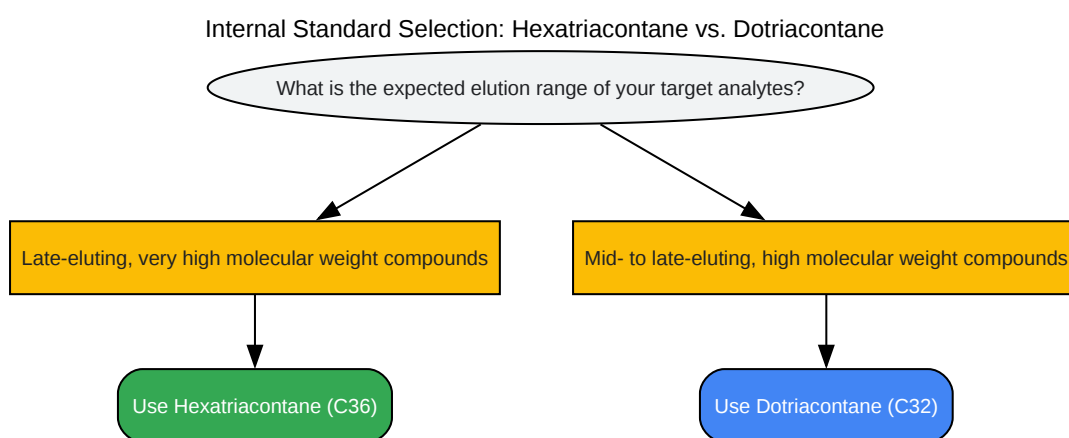 Internal Standard Selection: Hexatriacontane vs. Dotriacontane
What is the expected elution range of your target analytes?
Late-eluting, very high molecular weight compounds
Mid- to late-eluting, high molecular weight compounds
Use Hexatriacontane (C36)
Use Dotriacontane (C32)